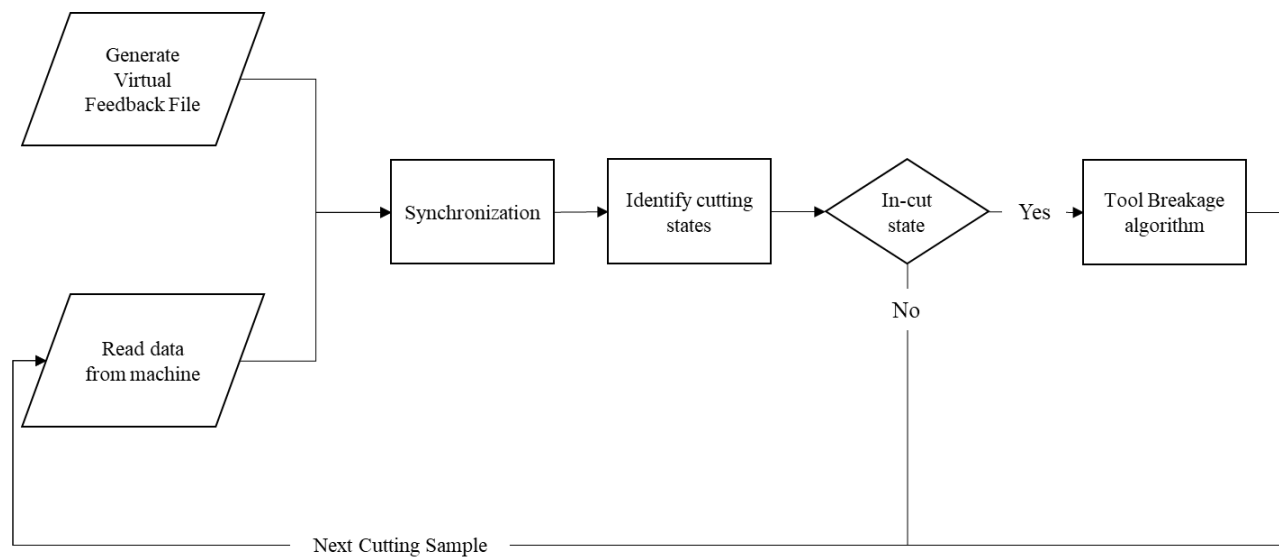 Generate
Virtual
Feedback File
Synchronization
Identify cutting
states
In-cut
state
Yes
Tool Breakage
algorithm
No
Read data
from machine
Next Cutting Sample